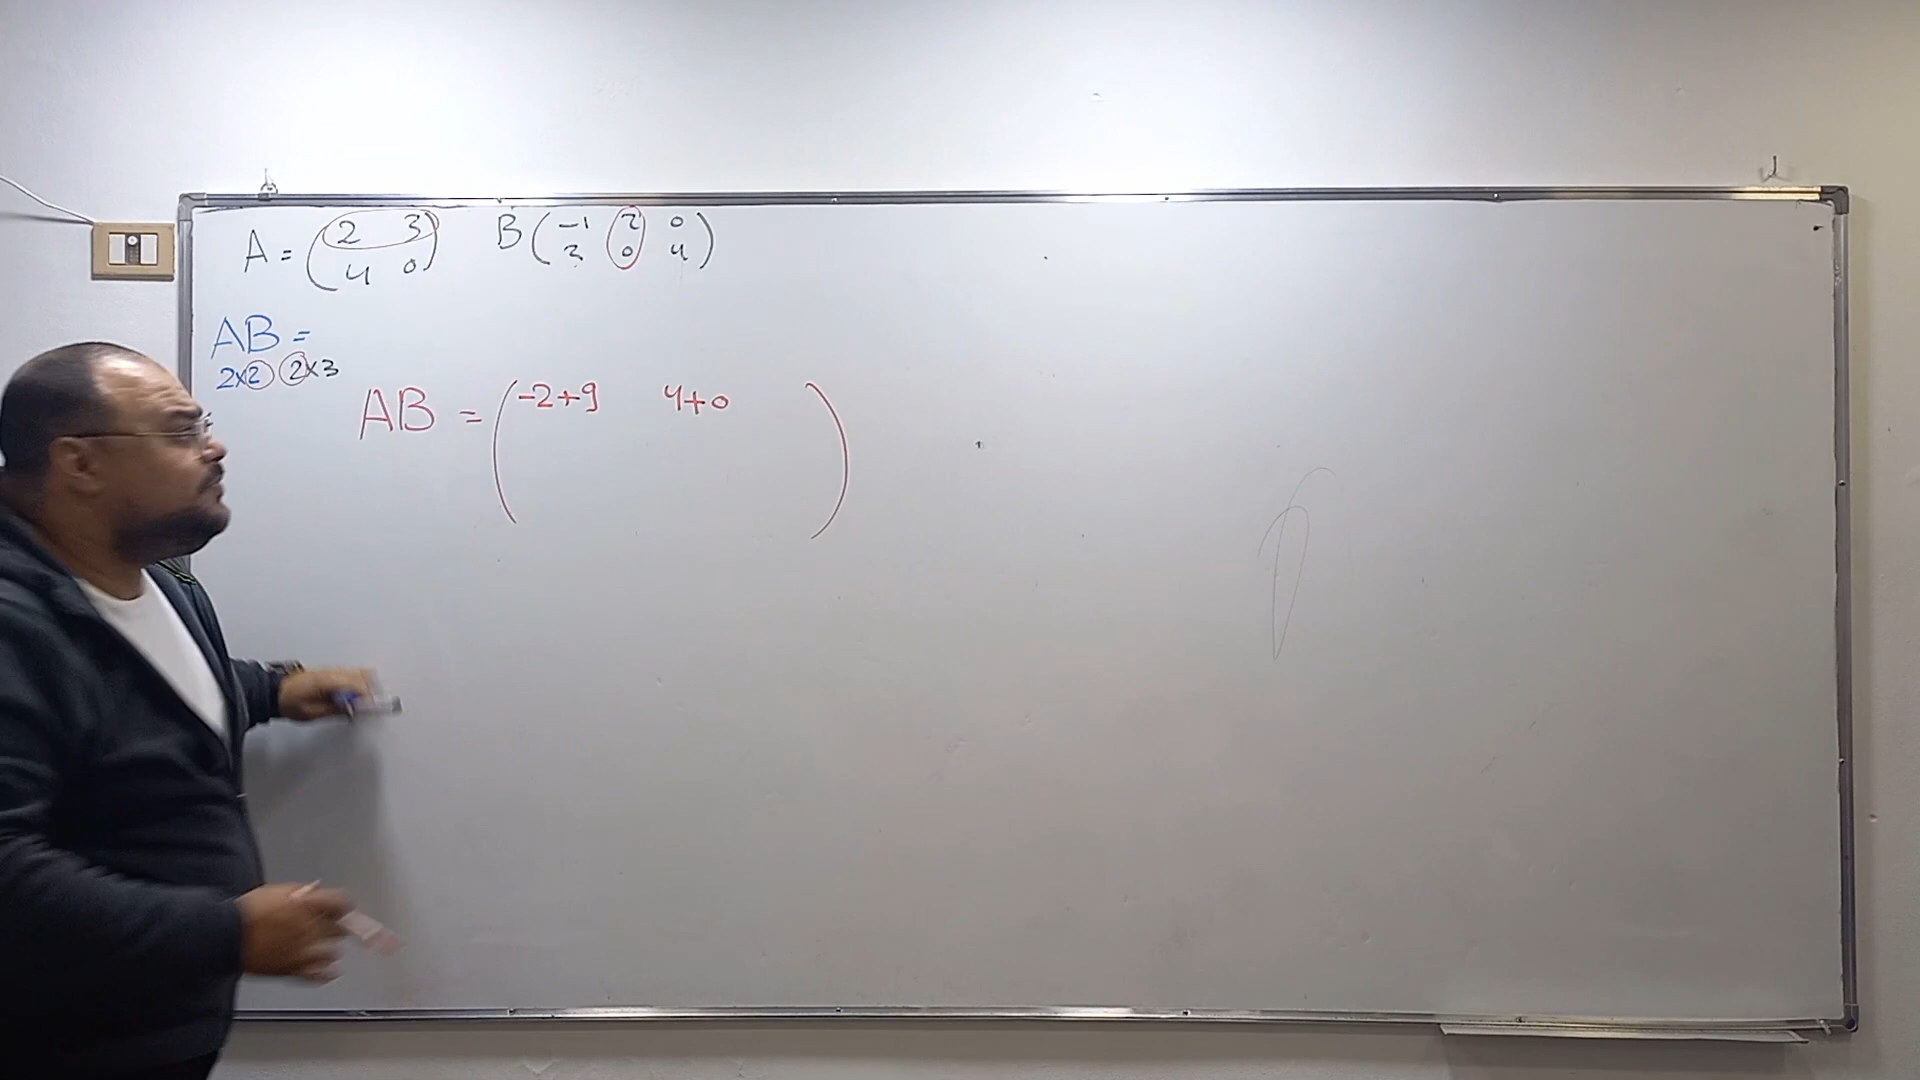 A = ( 2 3 B ( -1 2 0 )
4 0 ) 3 0 4
AB =
2x2 2x3
AB = ( -2+9 4+0 )